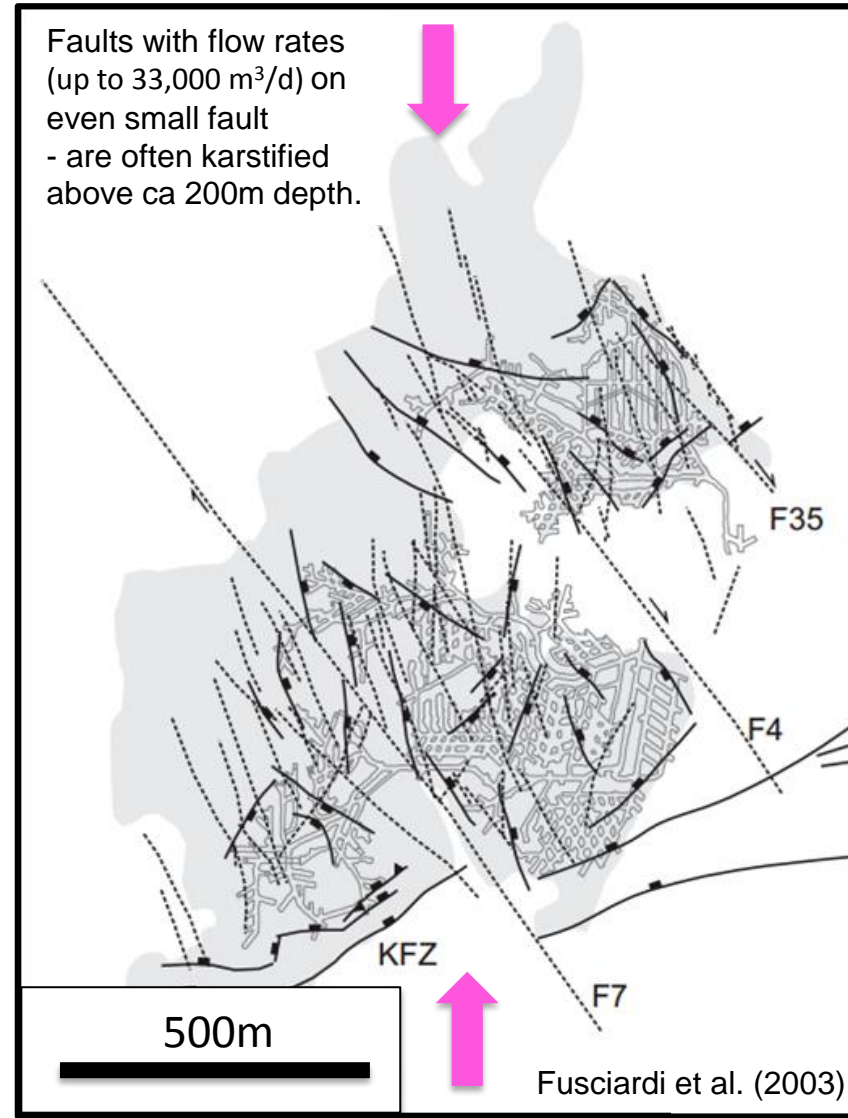 Faults with flow rates
(up to 33,000 m³/d) on
even small fault
- are often karstified
above ca 200m depth.
F35
F4
KFZ
F7
500m
Fusciardi et al. (2003)